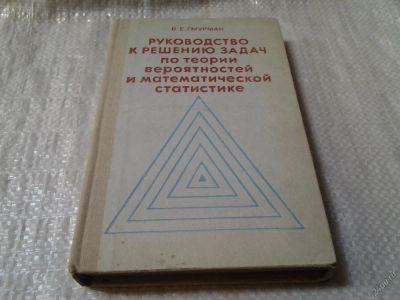 В. Е. ГМУРМАН
РУКОВОДСТВО
К РЕШЕНИЮ ЗАДАЧ
ПО ТЕОРИИ
ВЕРОЯТНОСТЕЙ
И МАТЕМАТИЧЕСКОЙ
СТАТИСТИКЕ